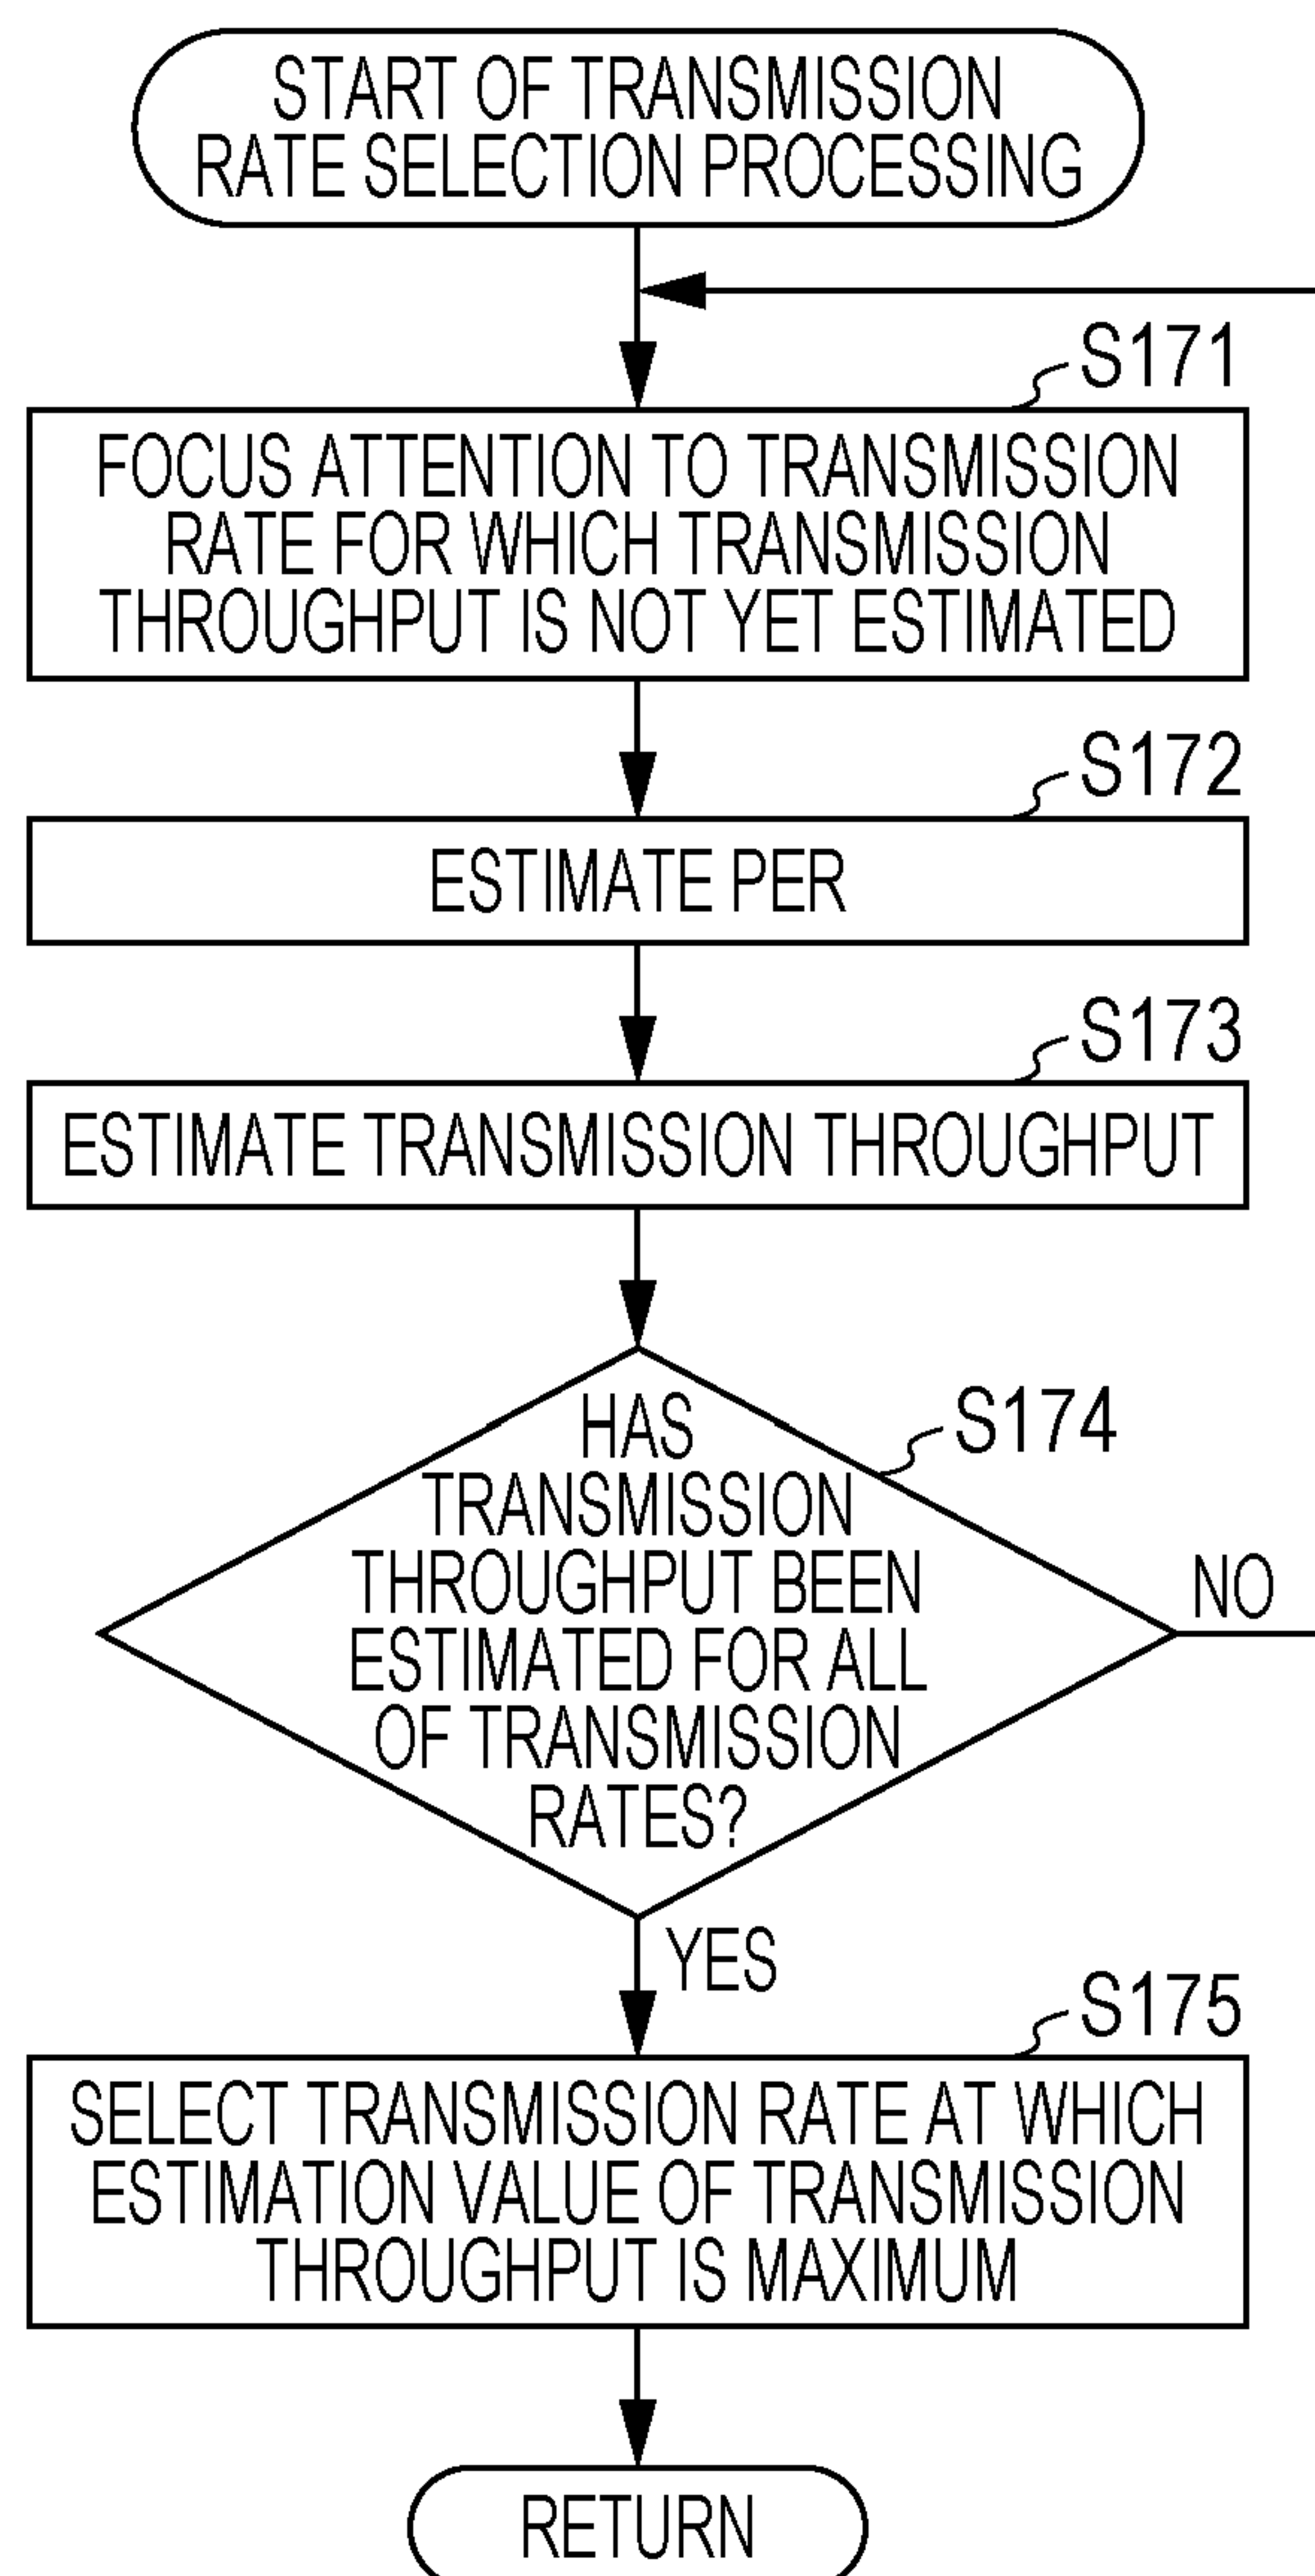 START OF TRANSMISSION
RATE SELECTION PROCESSING
S171
FOCUS ATTENTION TO TRANSMISSION
RATE FOR WHICH TRANSMISSION
THROUGHPUT IS NOT YET ESTIMATED
S172
ESTIMATE PER
S173
ESTIMATE TRANSMISSION THROUGHPUT
S174
HAS
TRANSMISSION
THROUGHPUT BEEN
ESTIMATED FOR ALL
OF TRANSMISSION
RATES?
NO
YES
S175
SELECT TRANSMISSION RATE AT WHICH
ESTIMATION VALUE OF TRANSMISSION
THROUGHPUT IS MAXIMUM
RETURN